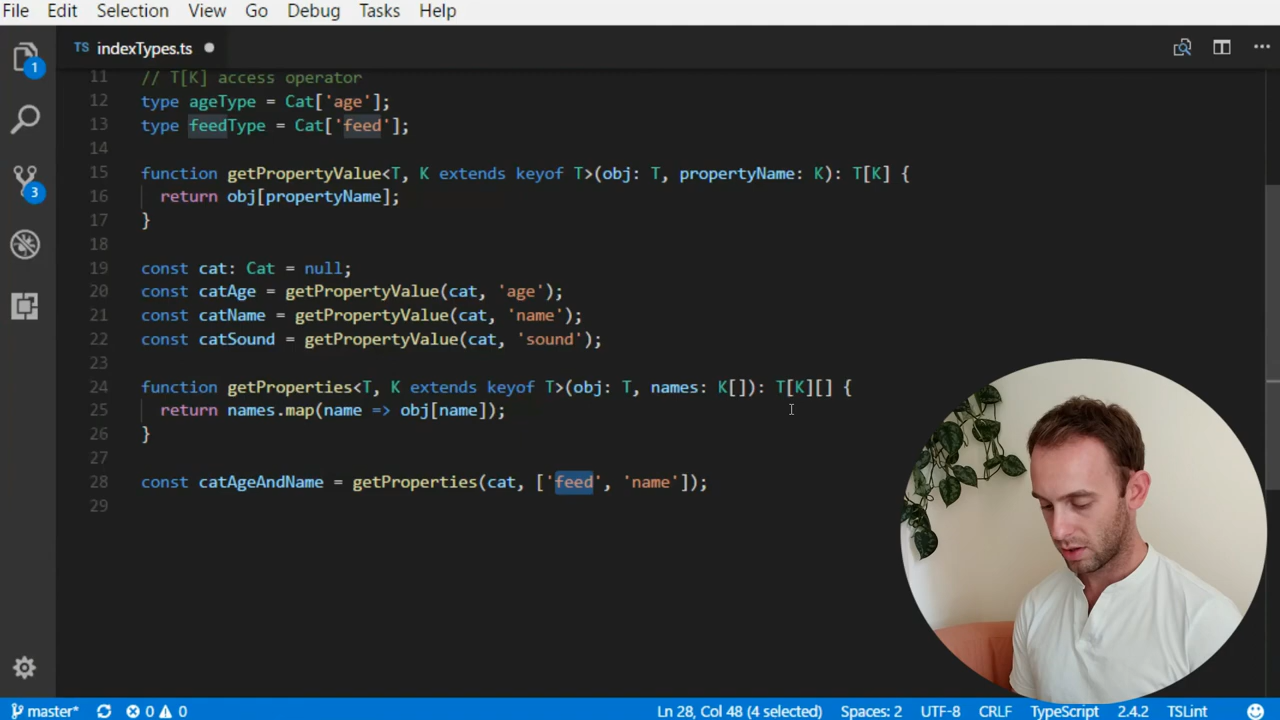 File Edit Selection View Go Debug Tasks Help
TS indexTypes.ts
1
3
11 // T[K] access operator
12 type ageType = Cat['age'];
13 type feedType = Cat['feed'];
14
15 function getPropertyValue<T, K extends keyof T>(obj: T, propertyName: K): T[K] {
16 return obj[propertyName];
17 }
18
19 const cat: Cat = null;
20 const catAge = getPropertyValue(cat, 'age');
21 const catName = getPropertyValue(cat, 'name');
22 const catSound = getPropertyValue(cat, 'sound');
23
24 function getProperties<T, K extends keyof T>(obj: T, names: K[]): T[K][] {
25 return names.map(name => obj[name]);
26 }
27
28 const catAgeAndName = getProperties(cat, ['feed', 'name']);
29
master* 0 0 Ln 28, Col 48 (4 selected) Spaces: 2 UTF-8 CRLF TypeScript 2.4.2 TSLint